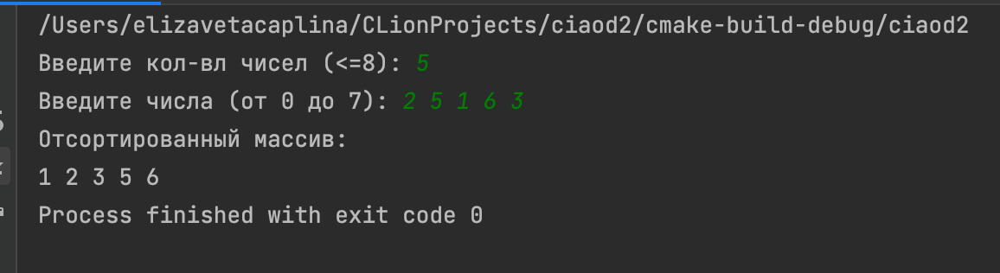 /Users/elizavetacaplina/CLionProjects/ciaod2/cmake-build-debug/ciaod2
Введите кол-вл чисел (<=8): 5
Введите числа (от 0 до 7): 2 5 1 6 3
Отсортированный массив:
1 2 3 5 6
Process finished with exit code 0